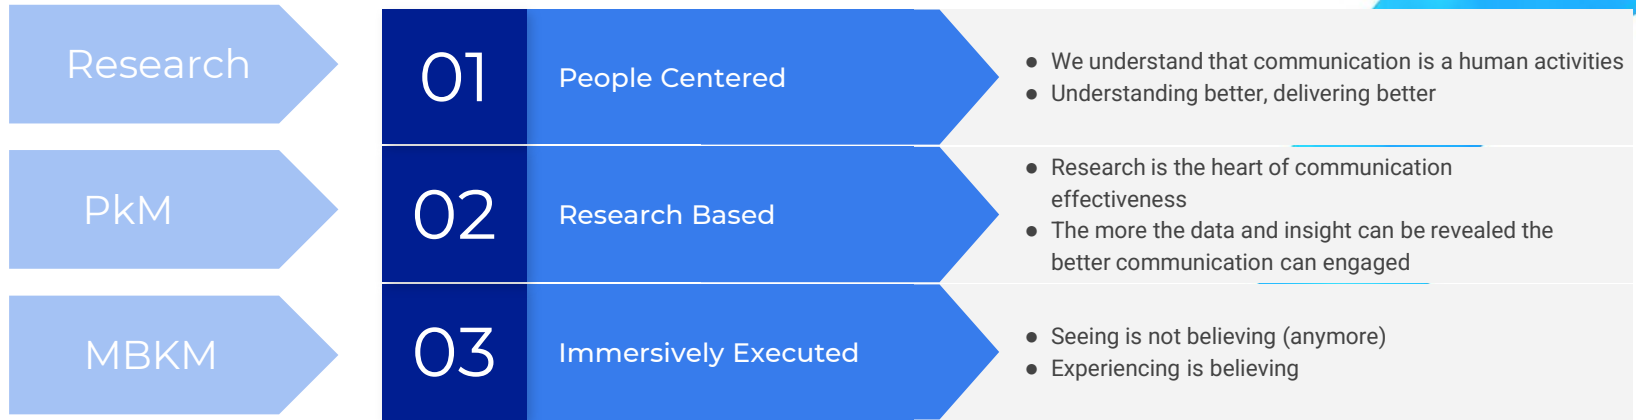 Research
PkM
MBKM
01
People Centered
● We understand that communication is a human activities
● Understanding better, delivering better
02
Research Based
● Research is the heart of communication
effectiveness
● The more the data and insight can be revealed the
better communication can engaged
03
Immersively Executed
● Seeing is not believing (anymore)
● Experiencing is believing